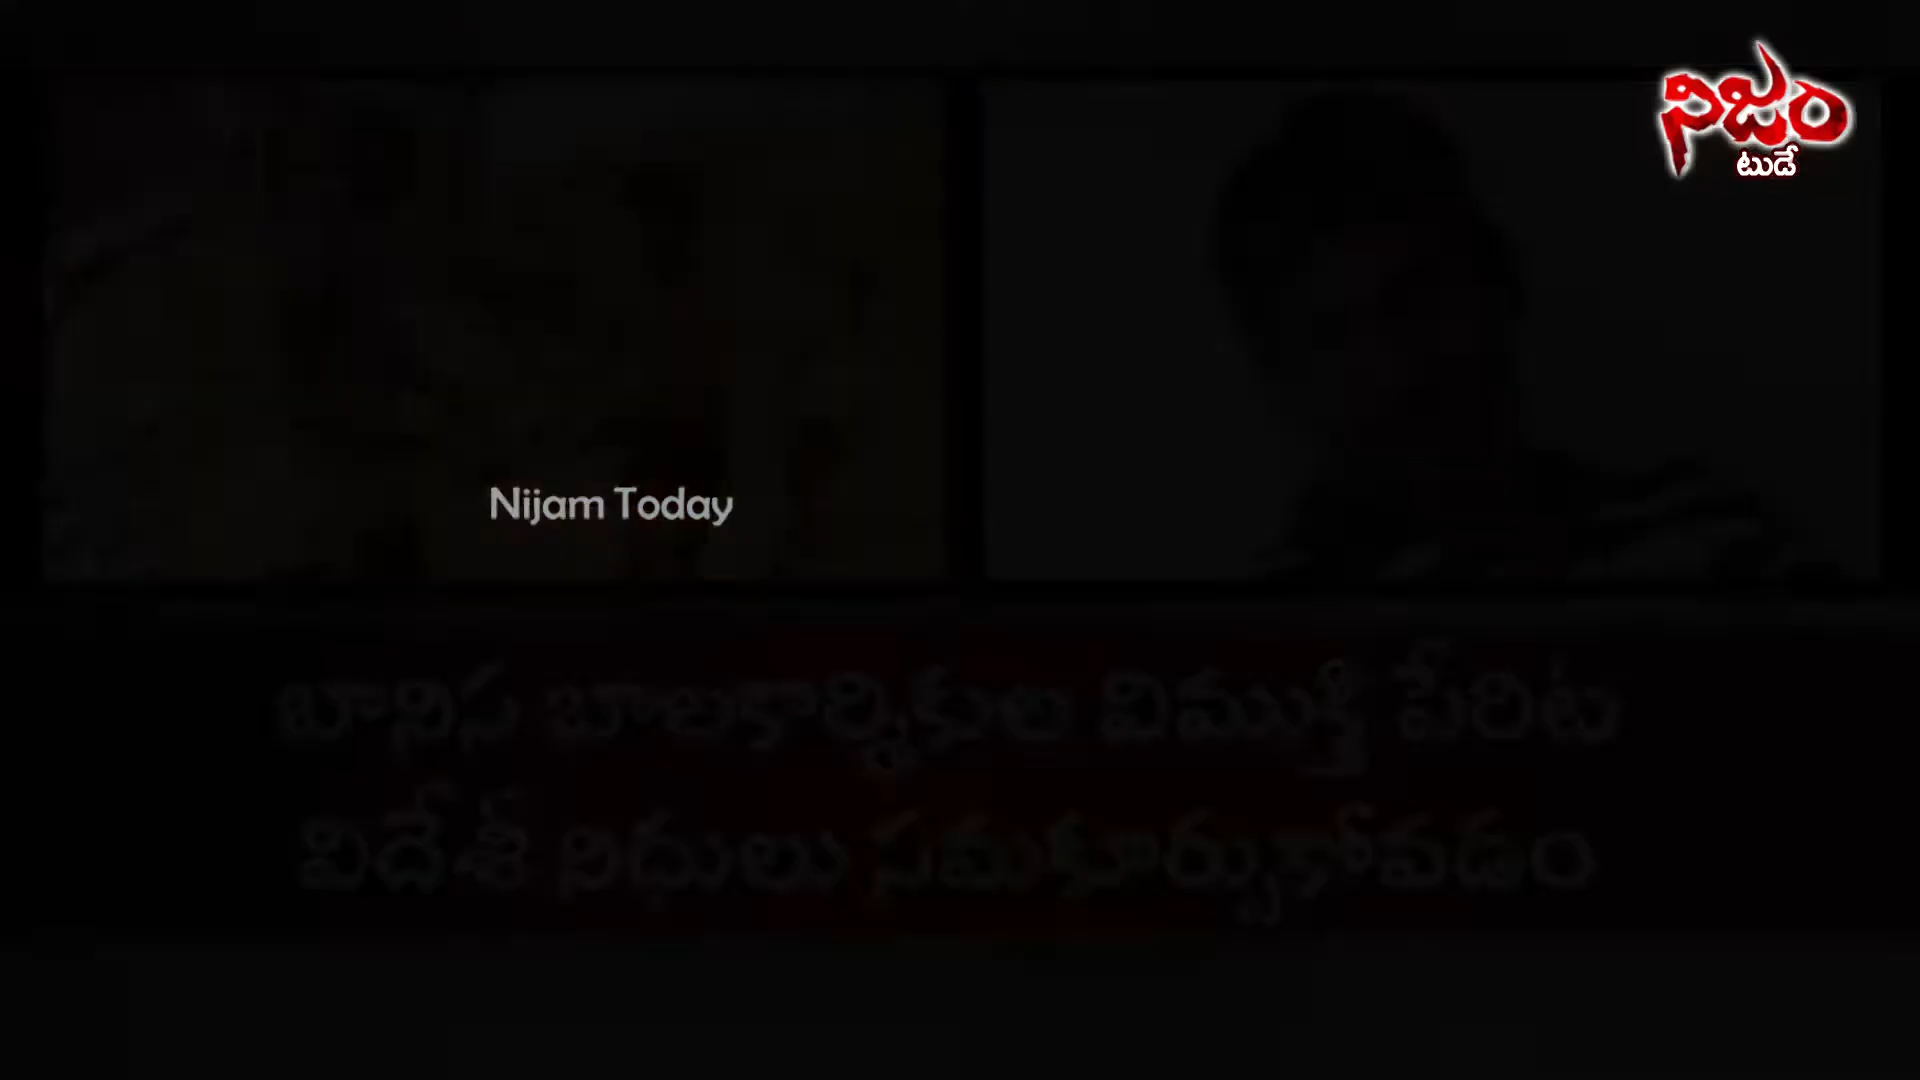 నిజం
టుడే
Nijam Today
బానిస బాలకార్మికుల విముక్తి పేరిట
విదేశీ నిధులు సమకూర్చుకోవడం